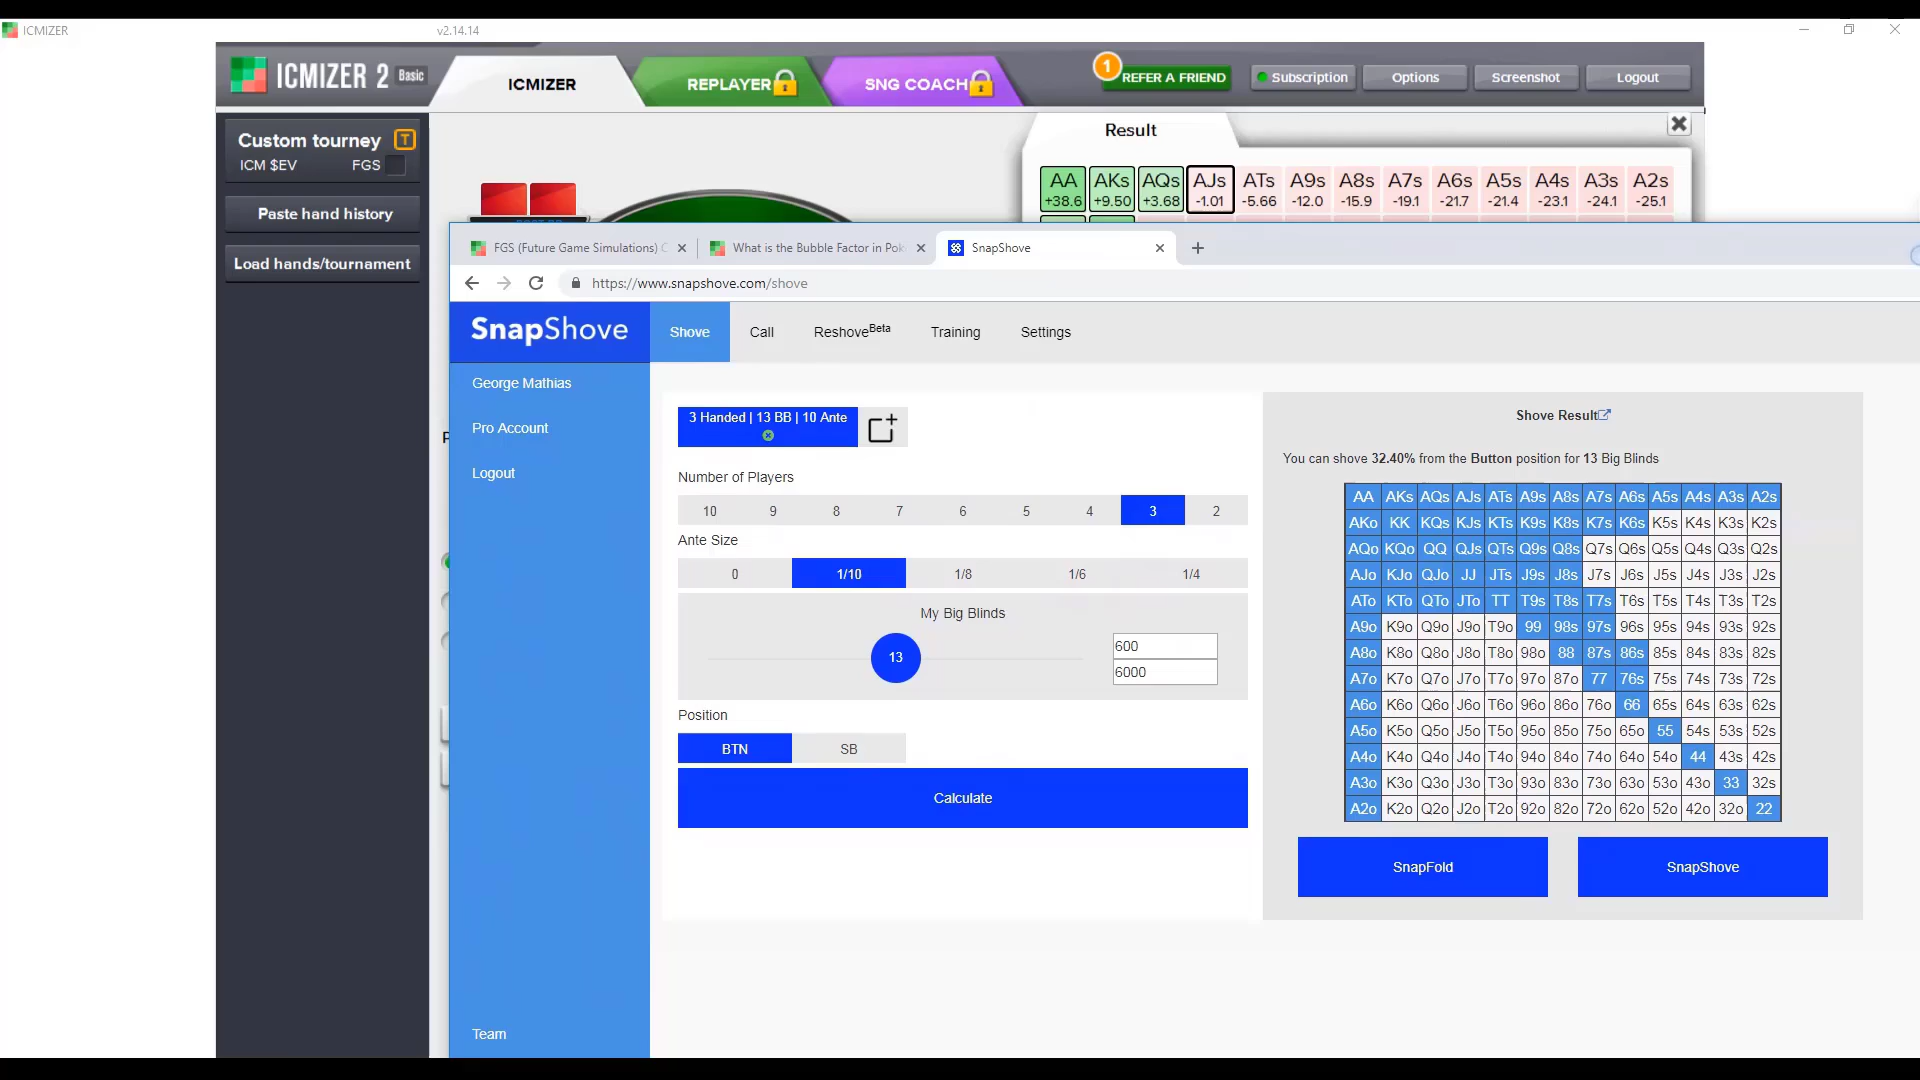 ICMIZER v2.14.14
ICMIZER 2 Basic
ICMIZER
REPLAYER
SNG COACH
1
REFER A FRIEND
Subscription
Options
Screenshot
Logout
Custom tourney T
ICM $EV FGS
Paste hand history
Load hands/tournament
Result
AA AKs AQs AJs ATs A9s A8s A7s A6s A5s A4s A3s A2s
+38.6 +9.50 +3.68 -1.01 -5.66 -12.0 -15.9 -19.1 -21.7 -21.4 -23.1 -24.1 -25.1
FGS (Future Game Simulations) C
What is the Bubble Factor in Pok
SnapShove
https://www.snapshove.com/shove
SnapShove
Shove
Call
ReshoveBeta
Training
Settings
George Mathias
Pro Account
Logout
Team
3 Handed | 13 BB | 10 Ante
Number of Players
10 9 8 7 6 5 4 3 2
Ante Size
0 1/10 1/8 1/6 1/4
My Big Blinds
13
600
6000
Position
BTN SB
Calculate
Shove Result
You can shove 32.40% from the Button position for 13 Big Blinds
AA AKs AQs AJs ATs A9s A8s A7s A6s A5s A4s A3s A2s
AKo KK KQs KJs KTs K9s K8s K7s K6s K5s K4s K3s K2s
AQo KQo QQ QJs QTs Q9s Q8s Q7s Q6s Q5s Q4s Q3s Q2s
AJo KJo QJo JJ JTs J9s J8s J7s J6s J5s J4s J3s J2s
ATo KTo QTo JTo TT T9s T8s T7s T6s T5s T4s T3s T2s
A9o K9o Q9o J9o T9o 99 98s 97s 96s 95s 94s 93s 92s
A8o K8o Q8o J8o T8o 98o 88 87s 86s 85s 84s 83s 82s
A7o K7o Q7o J7o T7o 97o 87o 77 76s 75s 74s 73s 72s
A6o K6o Q6o J6o T6o 96o 86o 76o 66 65s 64s 63s 62s
A5o K5o Q5o J5o T5o 95o 85o 75o 65o 55 54s 53s 52s
A4o K4o Q4o J4o T4o 94o 84o 74o 64o 54o 44 43s 42s
A3o K3o Q3o J3o T3o 93o 83o 73o 63o 53o 43o 33 32s
A2o K2o Q2o J2o T2o 92o 82o 72o 62o 52o 42o 32o 22
SnapFold
SnapShove